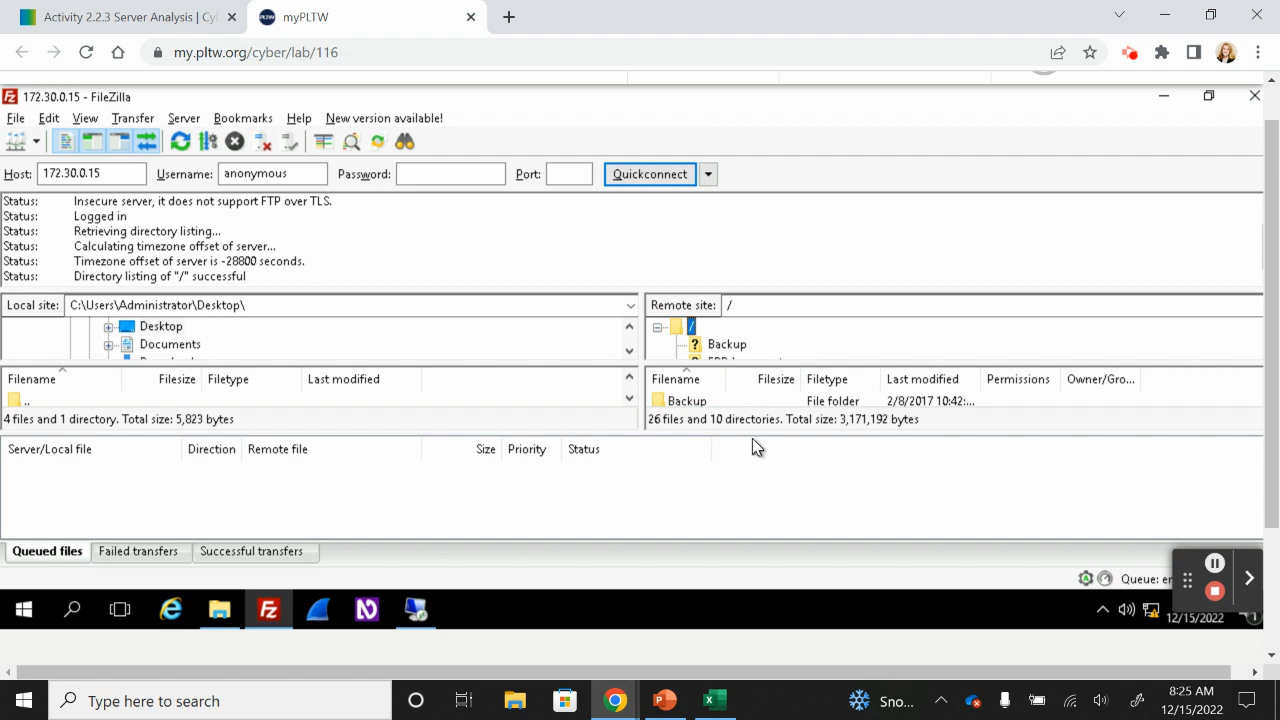 Activity 2.2.3 Server Analysis | Cy
myPLTW
my.pltw.org/cyber/lab/116
172.30.0.15 - FileZilla
File Edit View Transfer Server Bookmarks Help New version available!
Host: 172.30.0.15 Username: anonymous Password: Port: Quickconnect
Status: Insecure server, it does not support FTP over TLS.
Status: Logged in
Status: Retrieving directory listing...
Status: Calculating timezone offset of server...
Status: Timezone offset of server is -28800 seconds.
Status: Directory listing of "/" successful
Local site: C:\Users\Administrator\Desktop\
Remote site: /
Desktop
Documents
/
Backup
Filename Filesize Filetype Last modified
..
4 files and 1 directory. Total size: 5,823 bytes
Filename Filesize Filetype Last modified Permissions Owner/Gro...
Backup File folder 2/8/2017 10:42:...
26 files and 10 directories. Total size: 3,171,192 bytes
Server/Local file Direction Remote file Size Priority Status
Queued files Failed transfers Successful transfers
Queue:
12/15/2022
Type here to search
Sno...
8:25 AM
12/15/2022